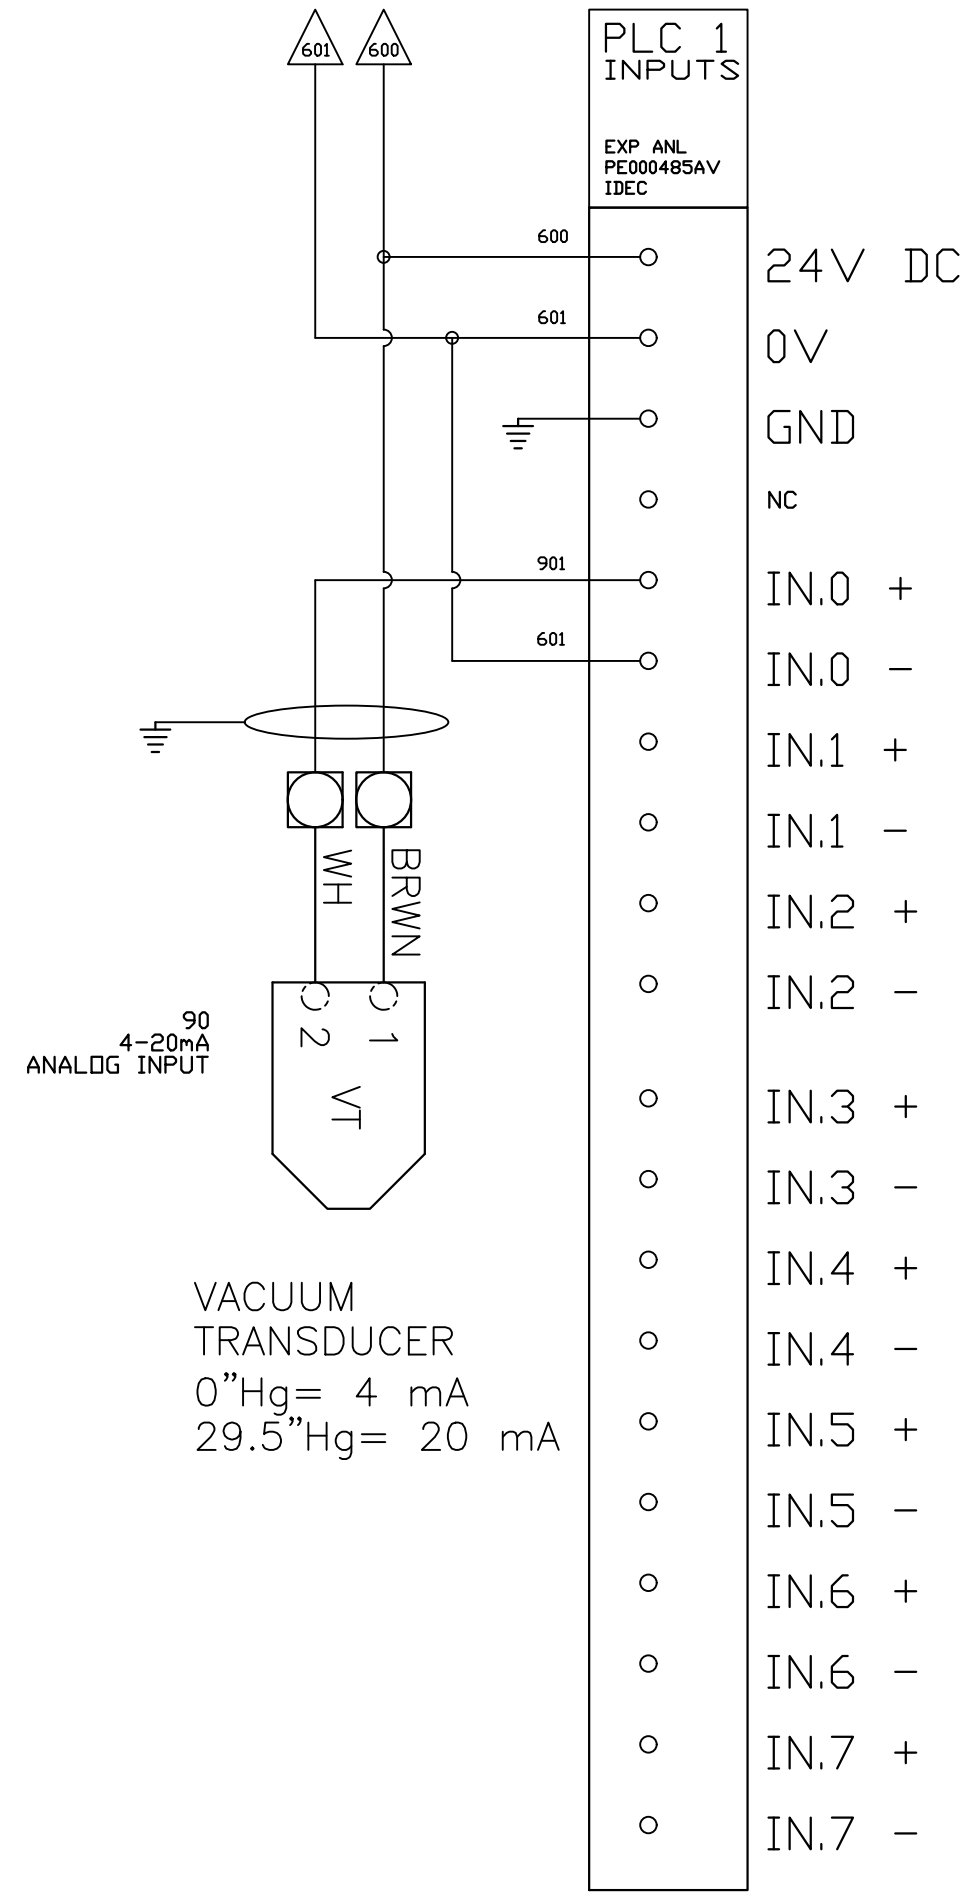 601
600
PLC 1
INPUTS
EXP ANL
PE000485AV
IDEC
600
24V DC
601
0V
GND
NC
901
IN.0 +
601
IN.0 -
IN.1 +
IN.1 -
IN.2 +
IN.2 -
IN.3 +
IN.3 -
IN.4 +
IN.4 -
IN.5 +
IN.5 -
IN.6 +
IN.6 -
IN.7 +
IN.7 -
WH
BRWN
2
1
VT
90
4-20mA
ANALOG INPUT
VACUUM
TRANSDUCER
0"Hg= 4 mA
29.5"Hg= 20 mA